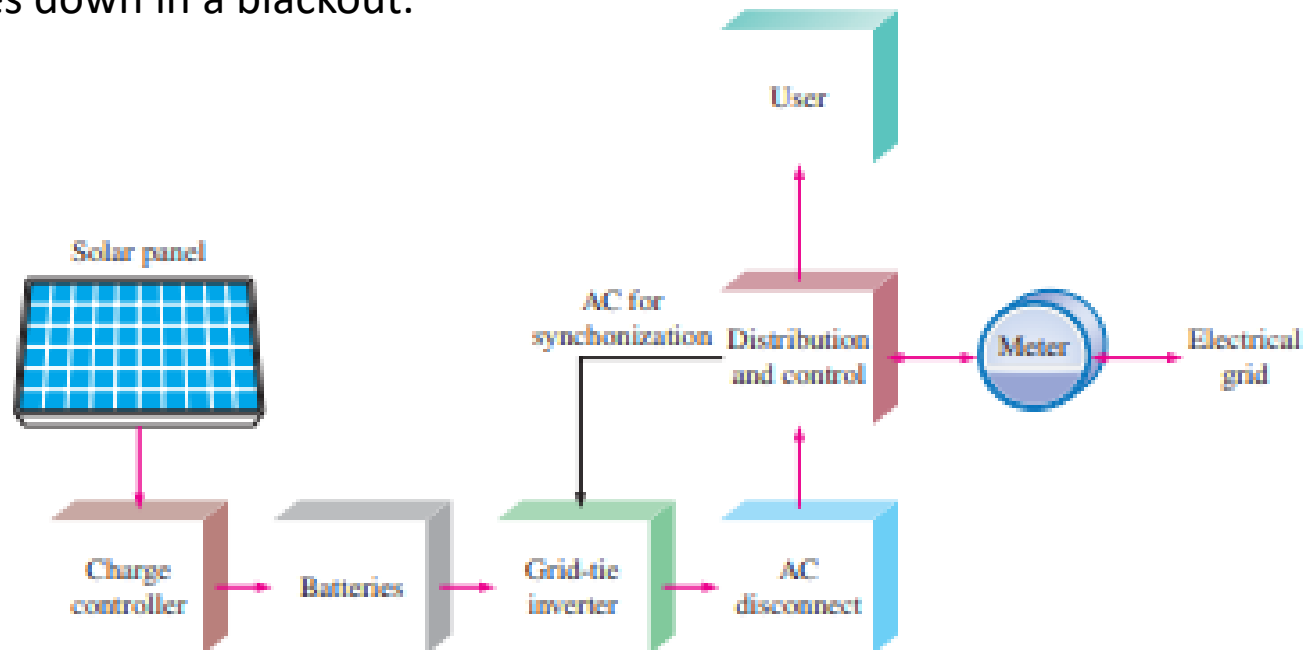 es down in a blackout.
User
Solar panel
AC for
synchonization
Distribution
and control
Meter
Electrical
grid
Charge
controller
Batteries
Grid-tie
inverter
AC
disconnect